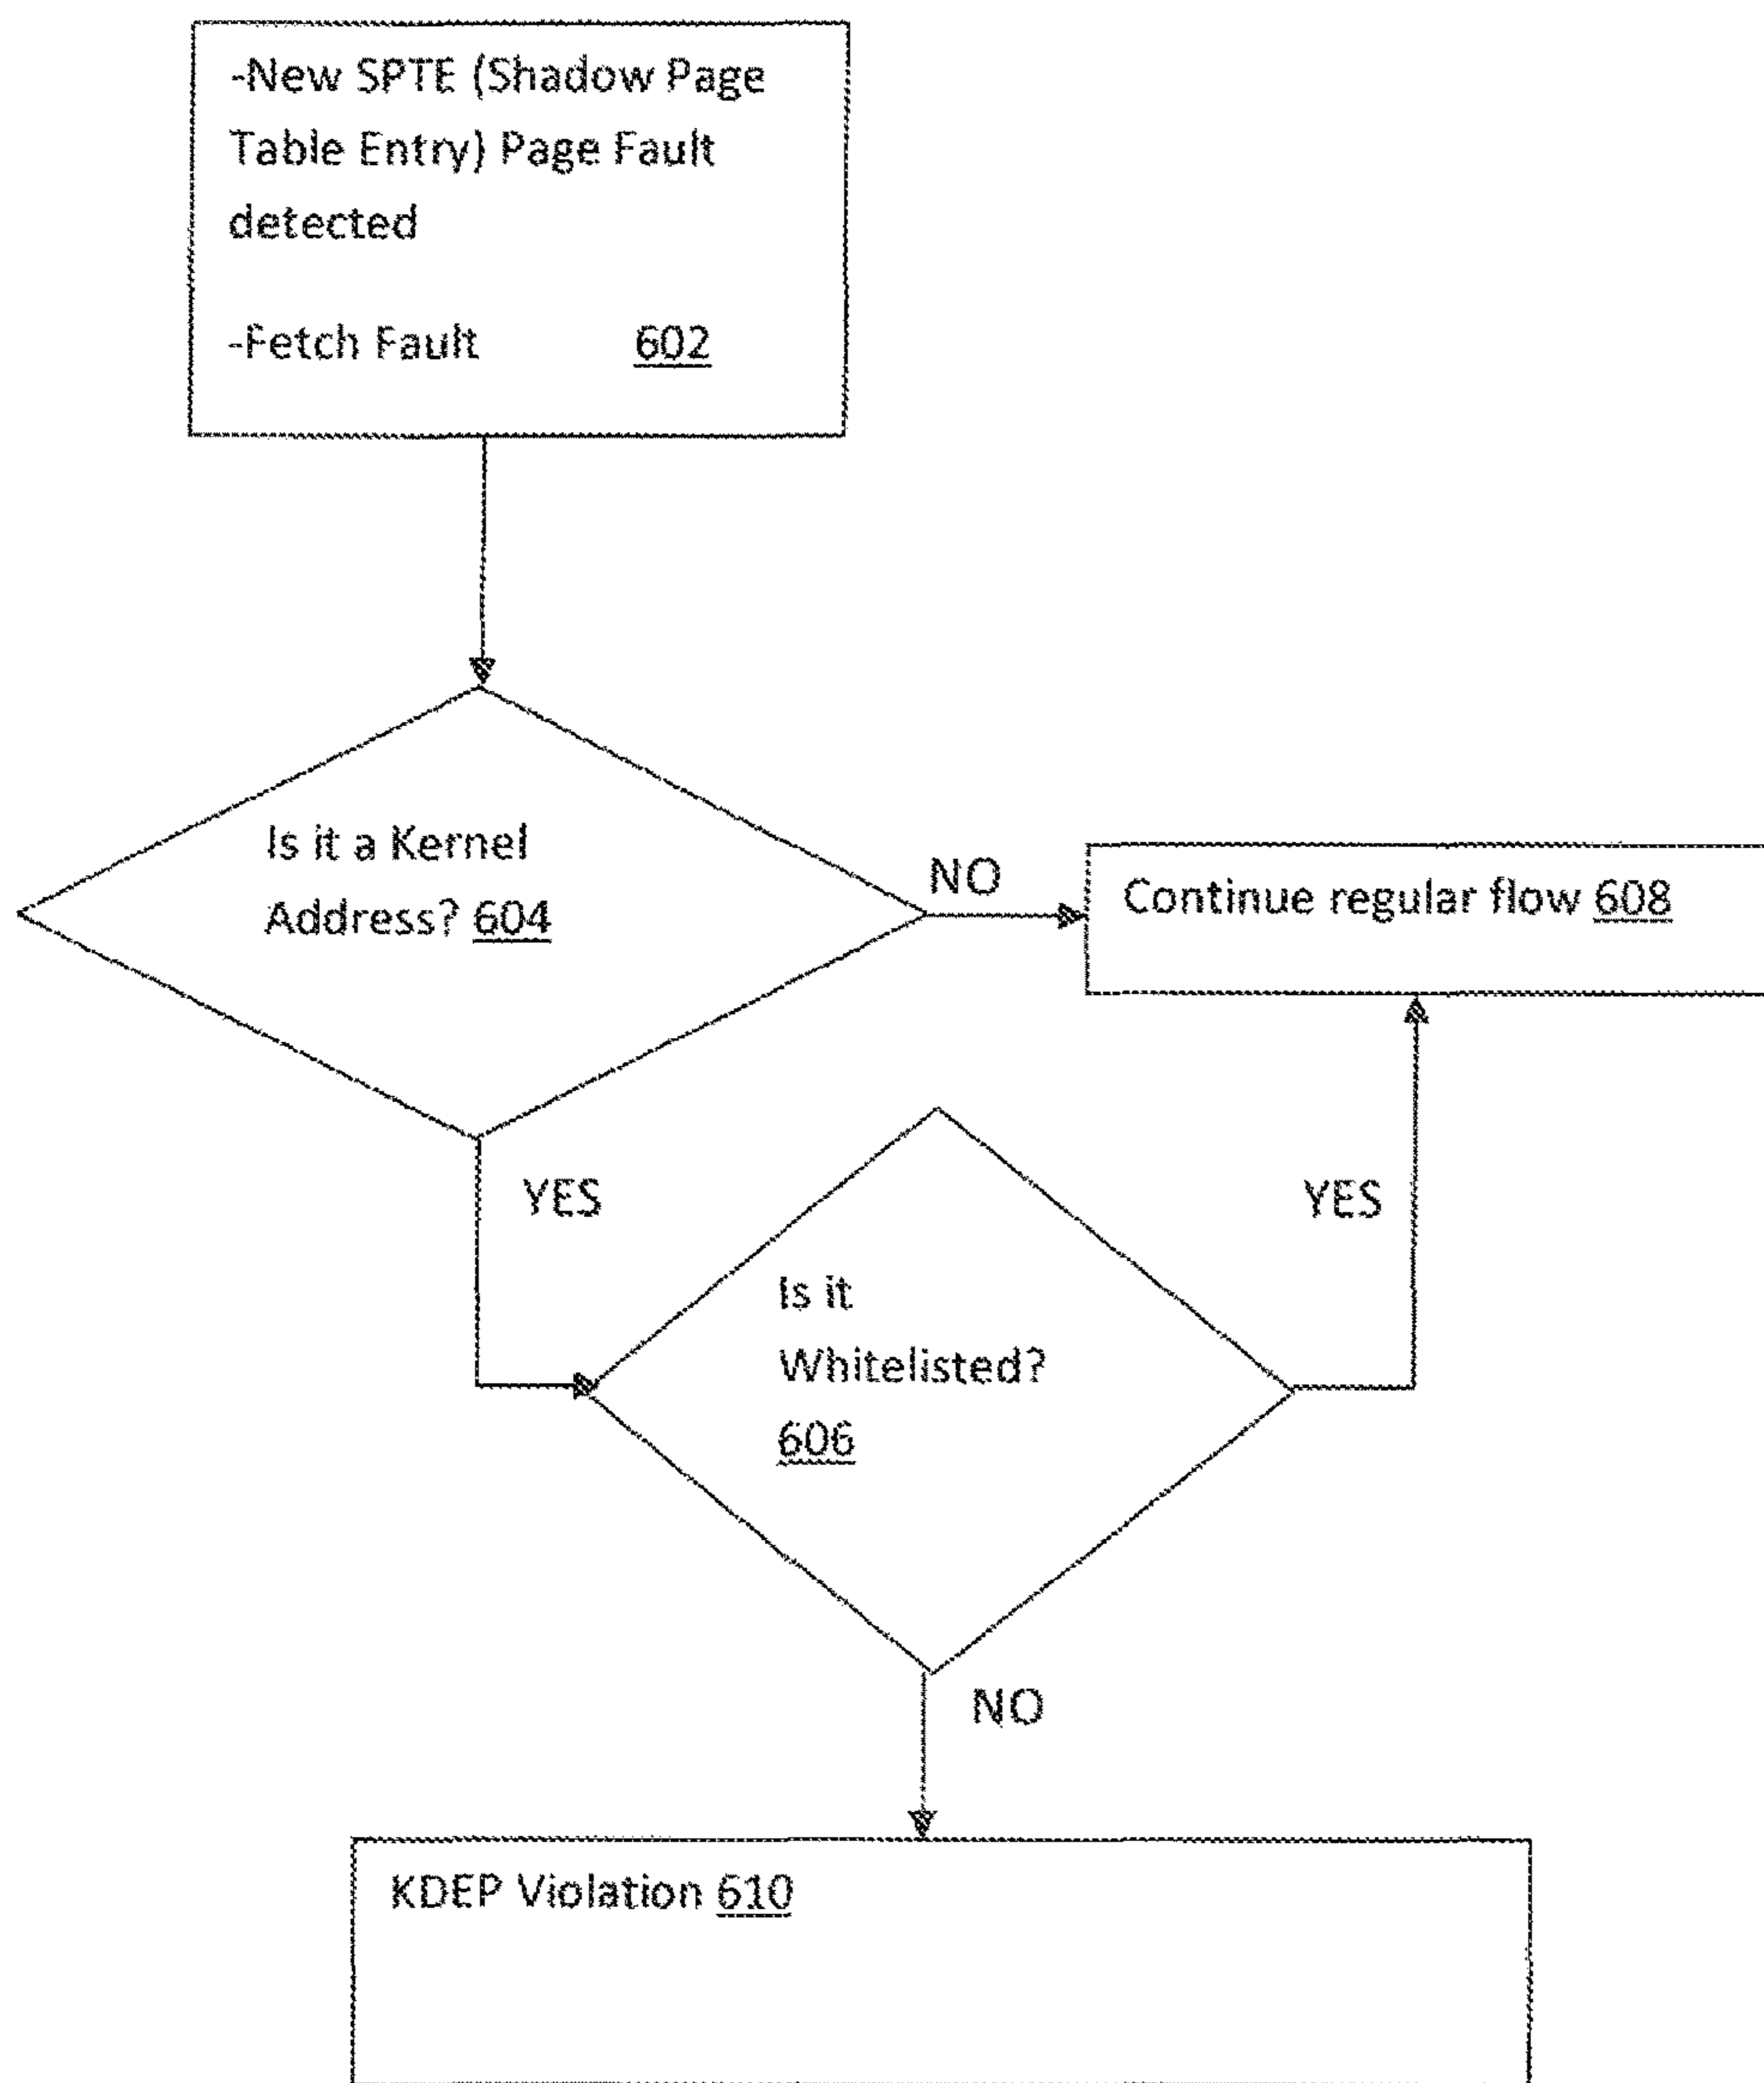 -New SPTE (Shadow Page
Table Entry) Page Fault
detected
-Fetch Fault 602
Is it a Kernel
Address? 604
NO
Continue regular flow 608
YES
YES
Is it
Whitelisted?
606
NO
KDEP Violation 610